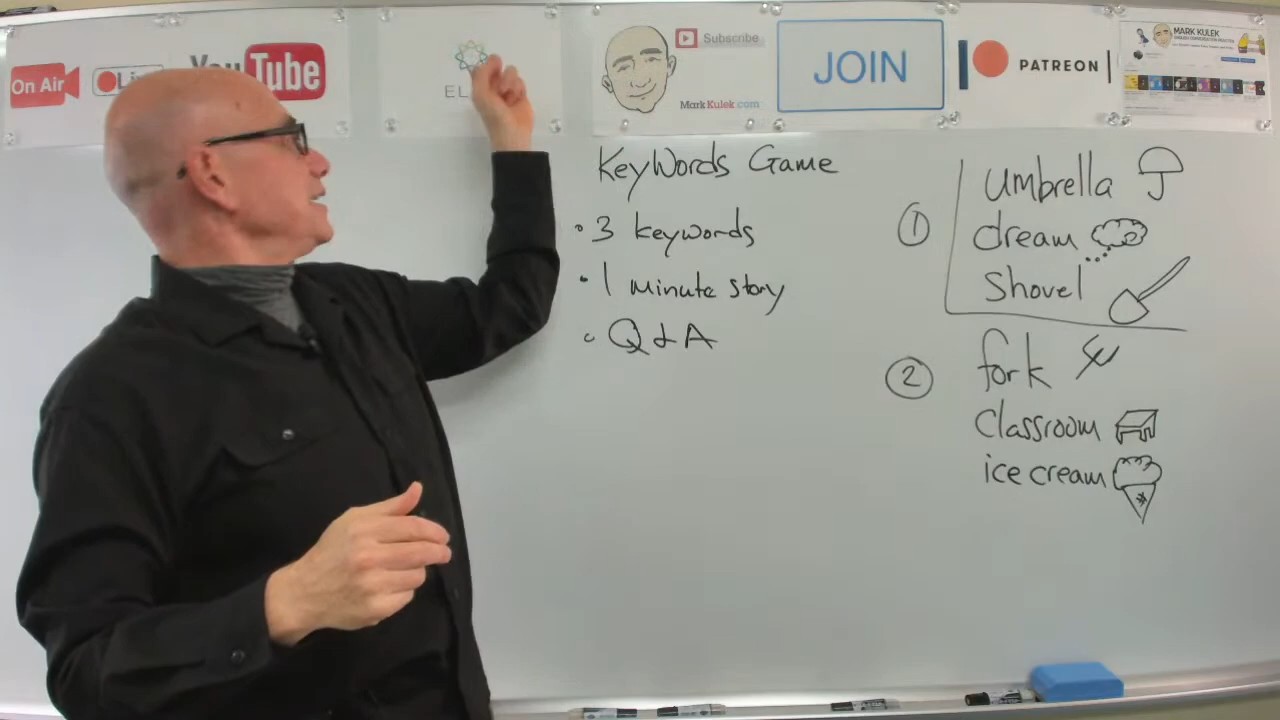 On Air
YouTube
Subscribe
MarkKulek.com
JOIN
PATREON
MARK KULEK
KeyWords Game
• 3 keywords
• 1 minute story
• Q & A
1
umbrella
dream
shovel
2
fork
classroom
ice cream